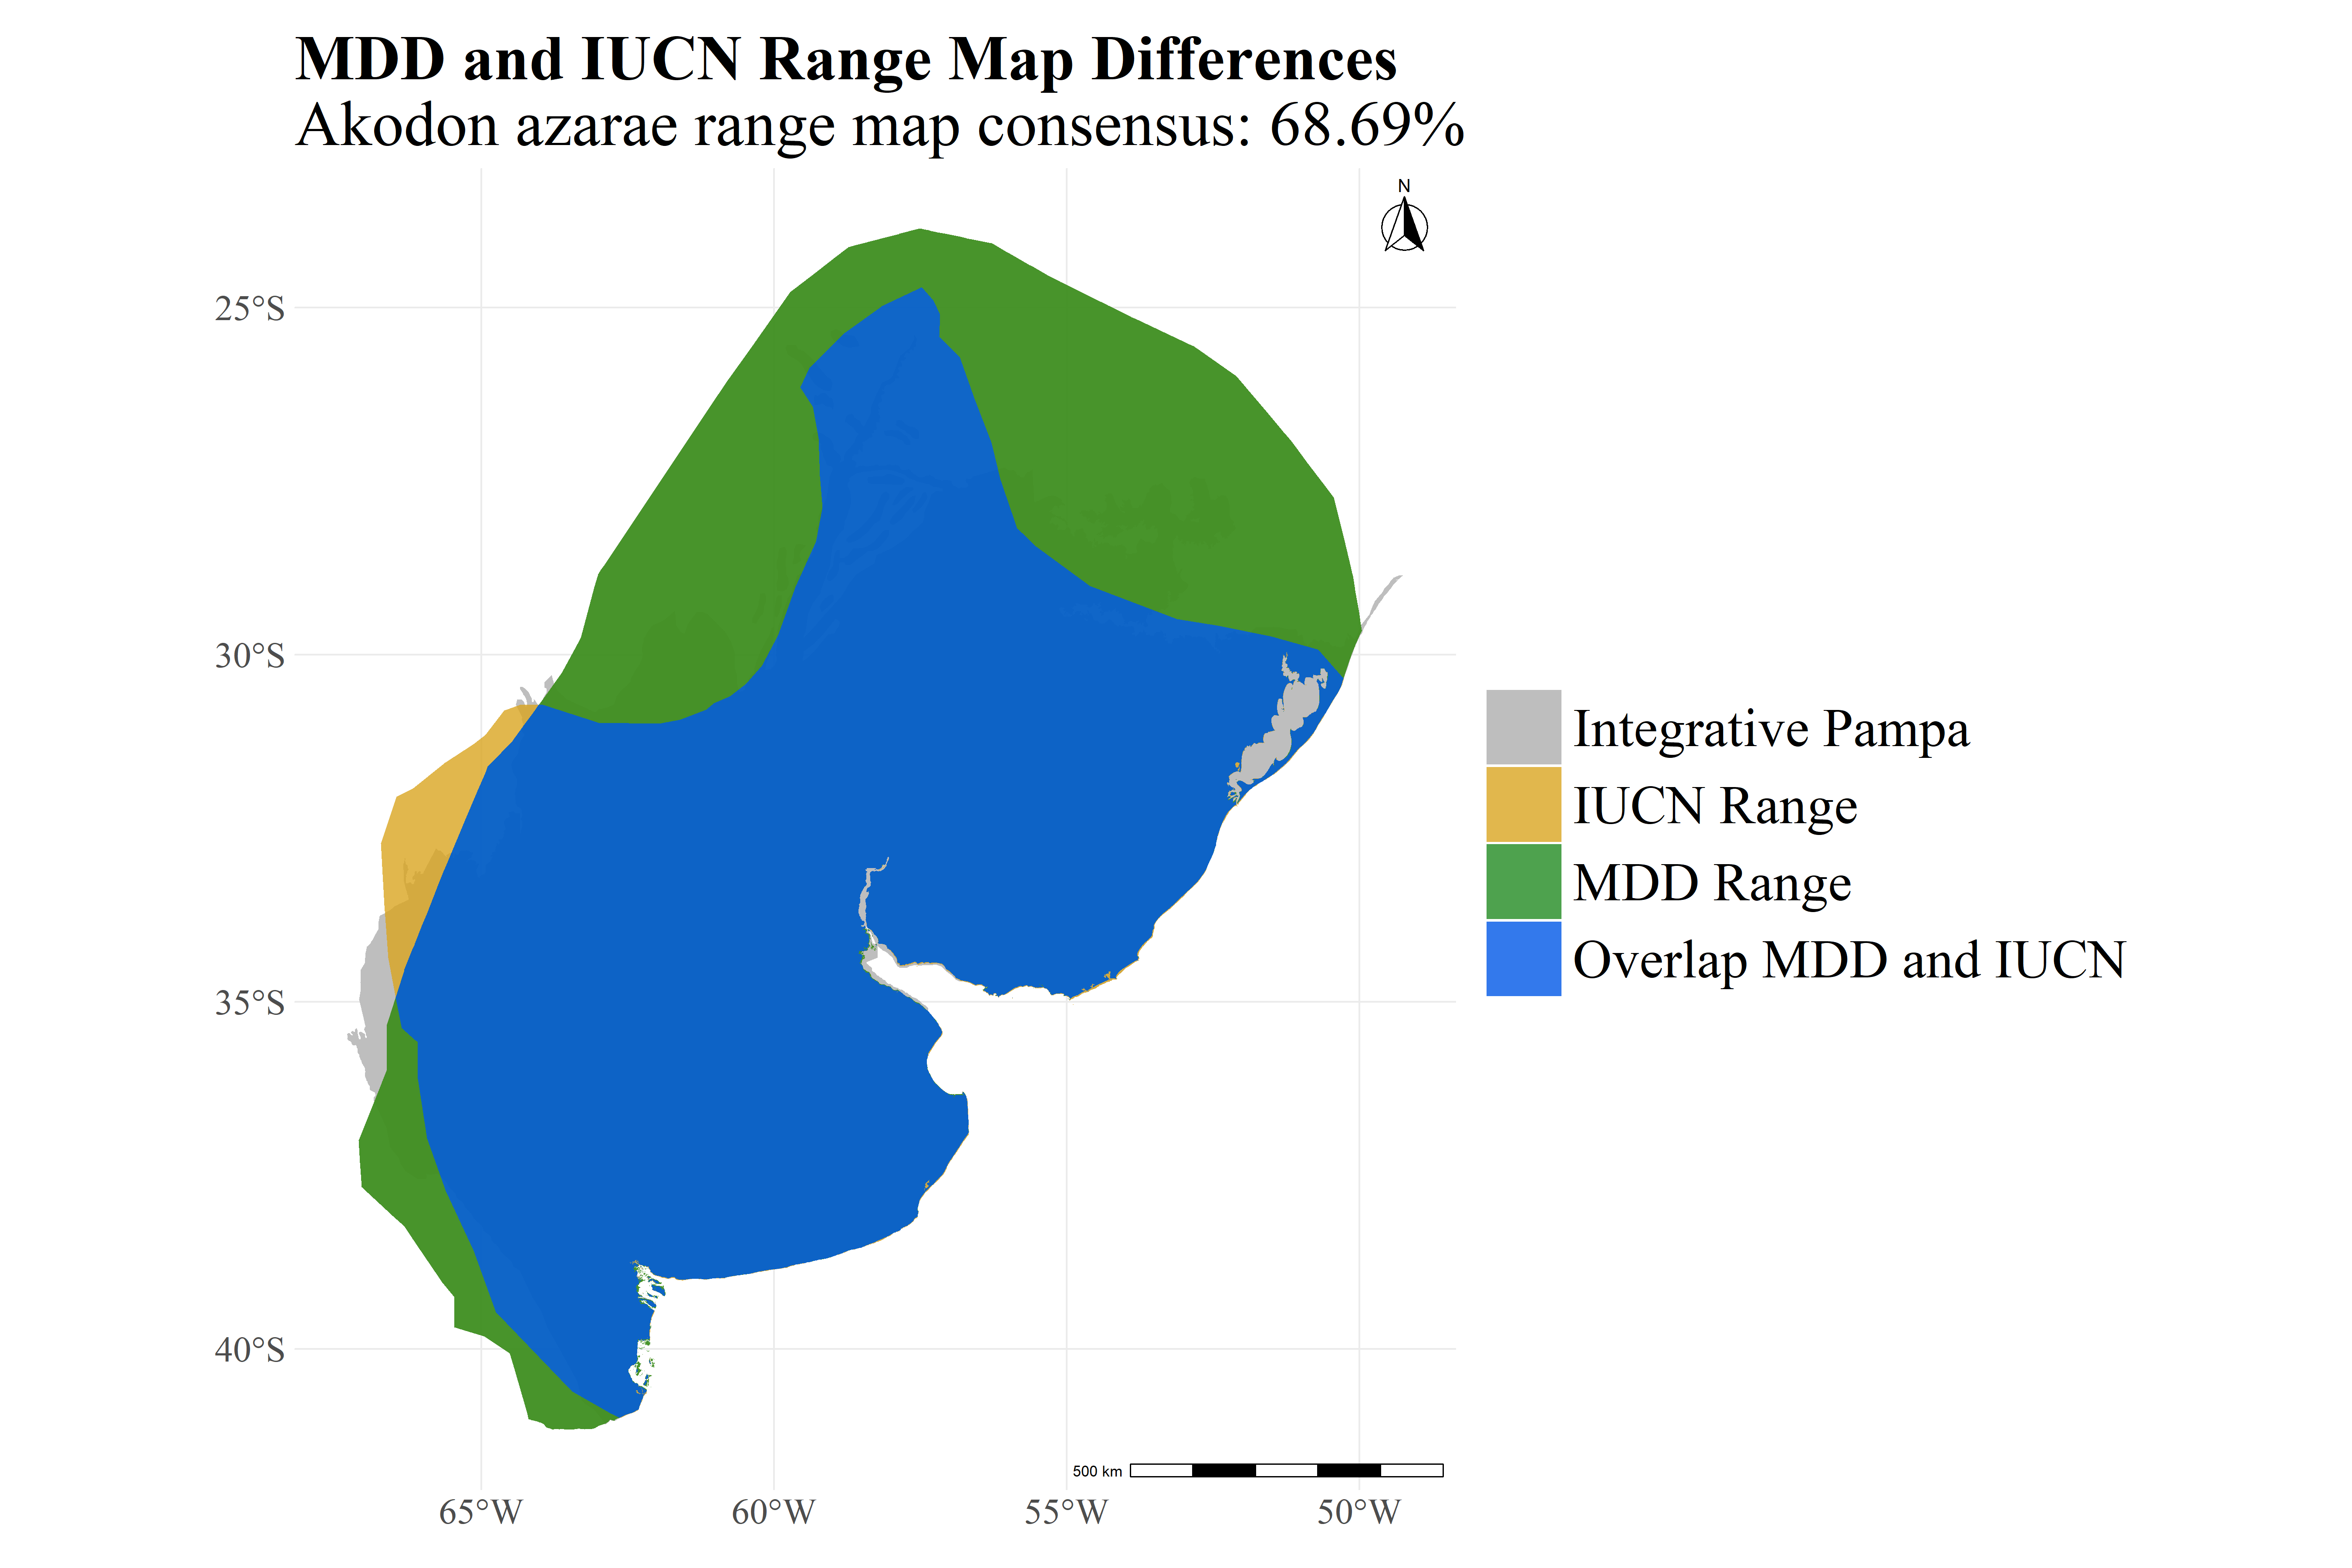 MDD and IUCN Range Map Differences
Akodon azarae range map consensus: 68.69%
N
25°S
30°S
35°S
40°S
Integrative Pampa
IUCN Range
MDD Range
Overlap MDD and IUCN
500 km
65°W
60°W
55°W
50°W